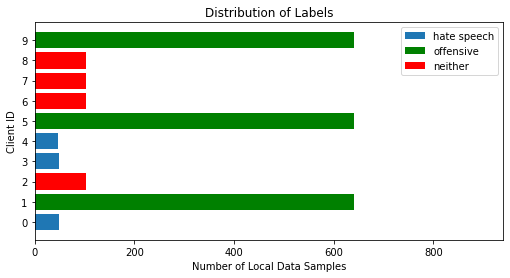 Distribution of Labels
hate speech
offensive
neither
Client ID
9
8
7
6
5
4
3
2
1
0
0 200 400 600 800
Number of Local Data Samples